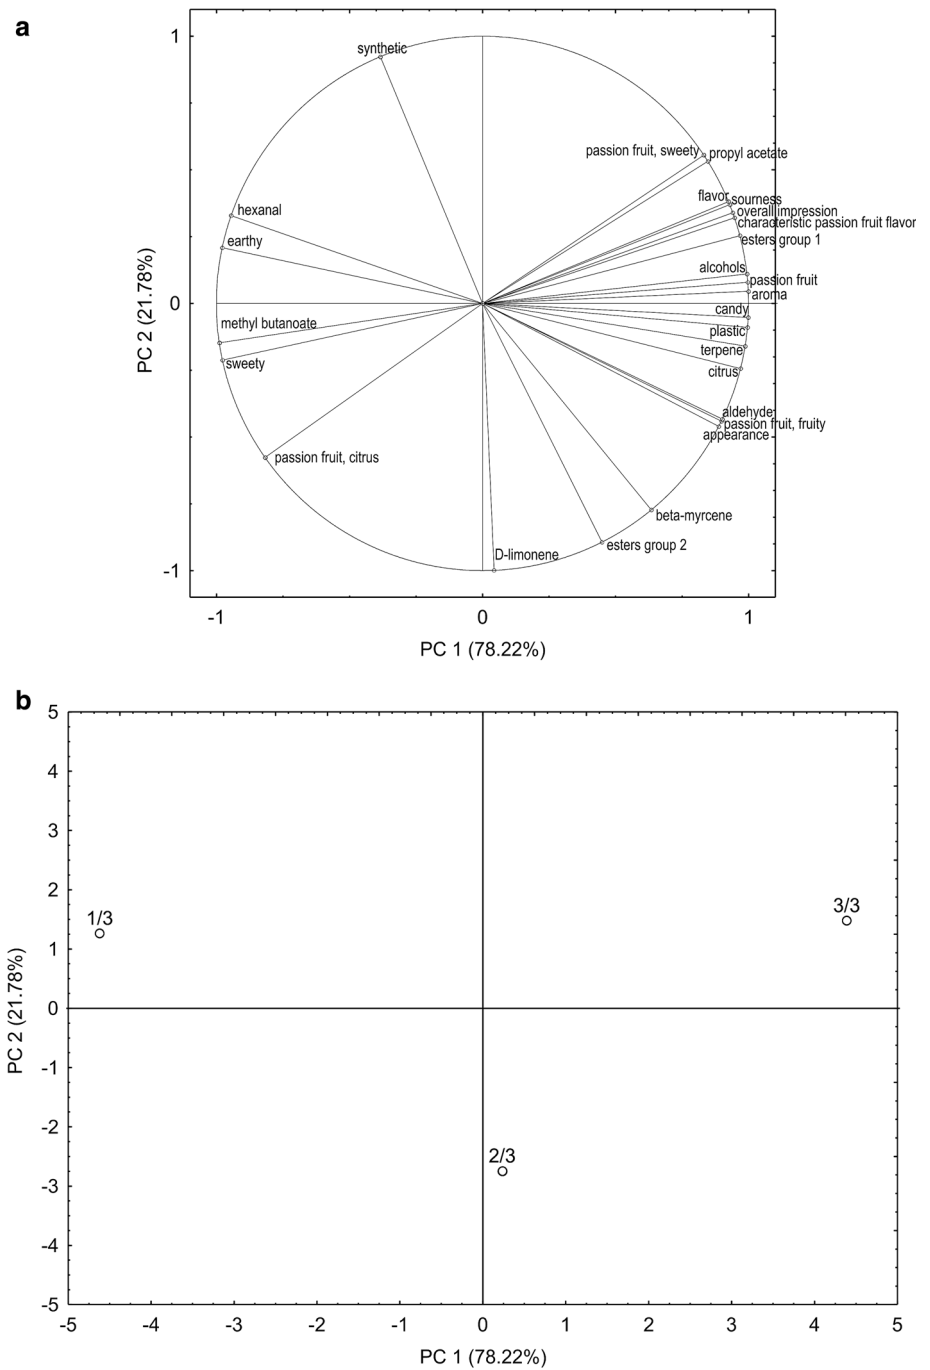 a
1
synthetic
passion fruit, sweety
propyl acetate
flavor
sourness
hexanal
overall impression
characteristic passion fruit flavor
earthy
esters group 1
alcohols
passion fruit
aroma
0
candy
methyl butanoate
plastic
terpene
sweety
citrus
aldehyde
passion fruit, fruity
appearance
passion fruit, citrus
beta-myrcene
esters group 2
D-limonene
-1
PC 2 (21.78%)
-1 0 1
PC 1 (78.22%)
b
5
4
3
2
1/3
3/3
1
0
-1
-2
2/3
-3
-4
-5
PC 2 (21.78%)
-5 -4 -3 -2 -1 0 1 2 3 4 5
PC 1 (78.22%)